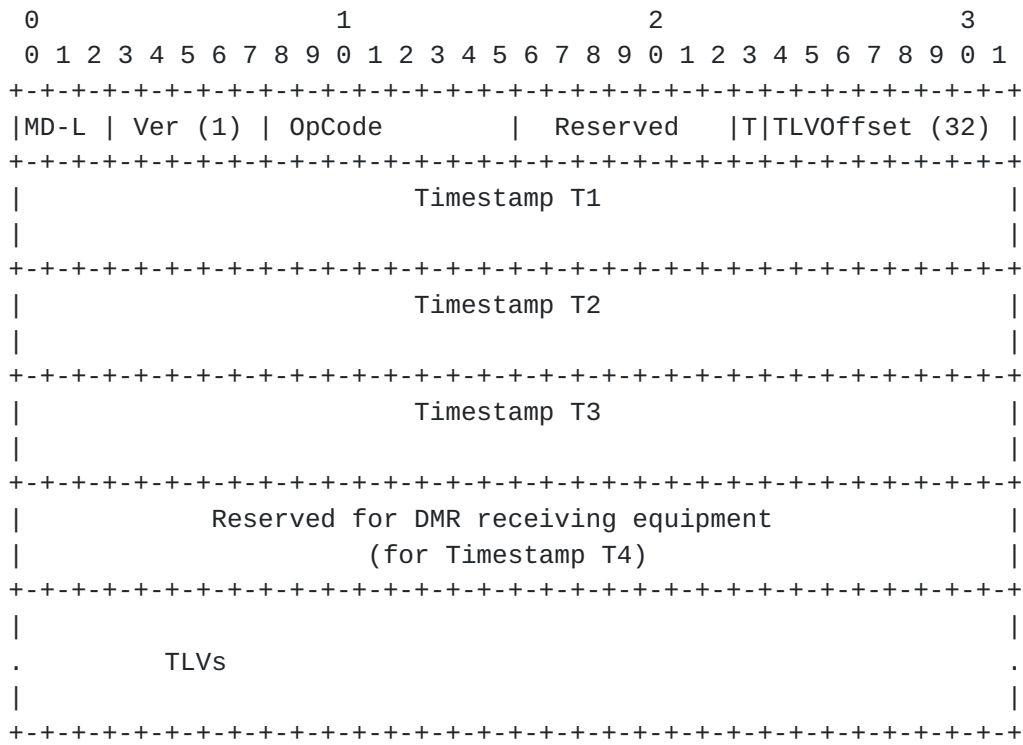 0                   1                   2                   3
 0 1 2 3 4 5 6 7 8 9 0 1 2 3 4 5 6 7 8 9 0 1 2 3 4 5 6 7 8 9 0 1
+-+-+-+-+-+-+-+-+-+-+-+-+-+-+-+-+-+-+-+-+-+-+-+-+-+-+-+-+-+-+-+-+
|MD-L | Ver (1) | OpCode        |  Reserved   |T|TLVOffset (32) |
+-+-+-+-+-+-+-+-+-+-+-+-+-+-+-+-+-+-+-+-+-+-+-+-+-+-+-+-+-+-+-+-+
|                         Timestamp T1                          |
|                                                               |
+-+-+-+-+-+-+-+-+-+-+-+-+-+-+-+-+-+-+-+-+-+-+-+-+-+-+-+-+-+-+-+-+
|                         Timestamp T2                          |
|                                                               |
+-+-+-+-+-+-+-+-+-+-+-+-+-+-+-+-+-+-+-+-+-+-+-+-+-+-+-+-+-+-+-+-+
|                         Timestamp T3                          |
|                                                               |
+-+-+-+-+-+-+-+-+-+-+-+-+-+-+-+-+-+-+-+-+-+-+-+-+-+-+-+-+-+-+-+-+
|            Reserved for DMR receiving equipment               |
|                      (for Timestamp T4)                       |
+-+-+-+-+-+-+-+-+-+-+-+-+-+-+-+-+-+-+-+-+-+-+-+-+-+-+-+-+-+-+-+-+
|                                                               |
.         TLVs                                                  .
|                                                               |
+-+-+-+-+-+-+-+-+-+-+-+-+-+-+-+-+-+-+-+-+-+-+-+-+-+-+-+-+-+-+-+-+